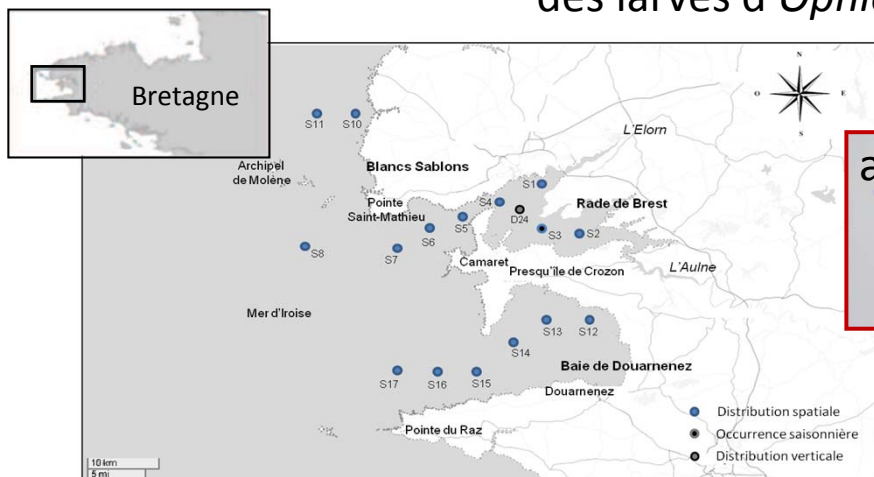 des larves d'Ophi
Bretagne
N
O
E
S
a
S11
S10
L'Elorn
Archipel
de Molène
Blancs Sablons
S1
Pointe
Saint-Mathieu
S4
Rade de Brest
D24
S5
S6
S3
S2
S8
S7
Camaret
Presqu'île de Crozon
L'Aulne
Mer d'Iroise
S13
S12
S14
Baie de Douarnenez
S17
S16
S15
Douarnenez
Pointe du Raz
Distribution spatiale
Occurrence saisonnière
Distribution verticale
10 km
5 mi